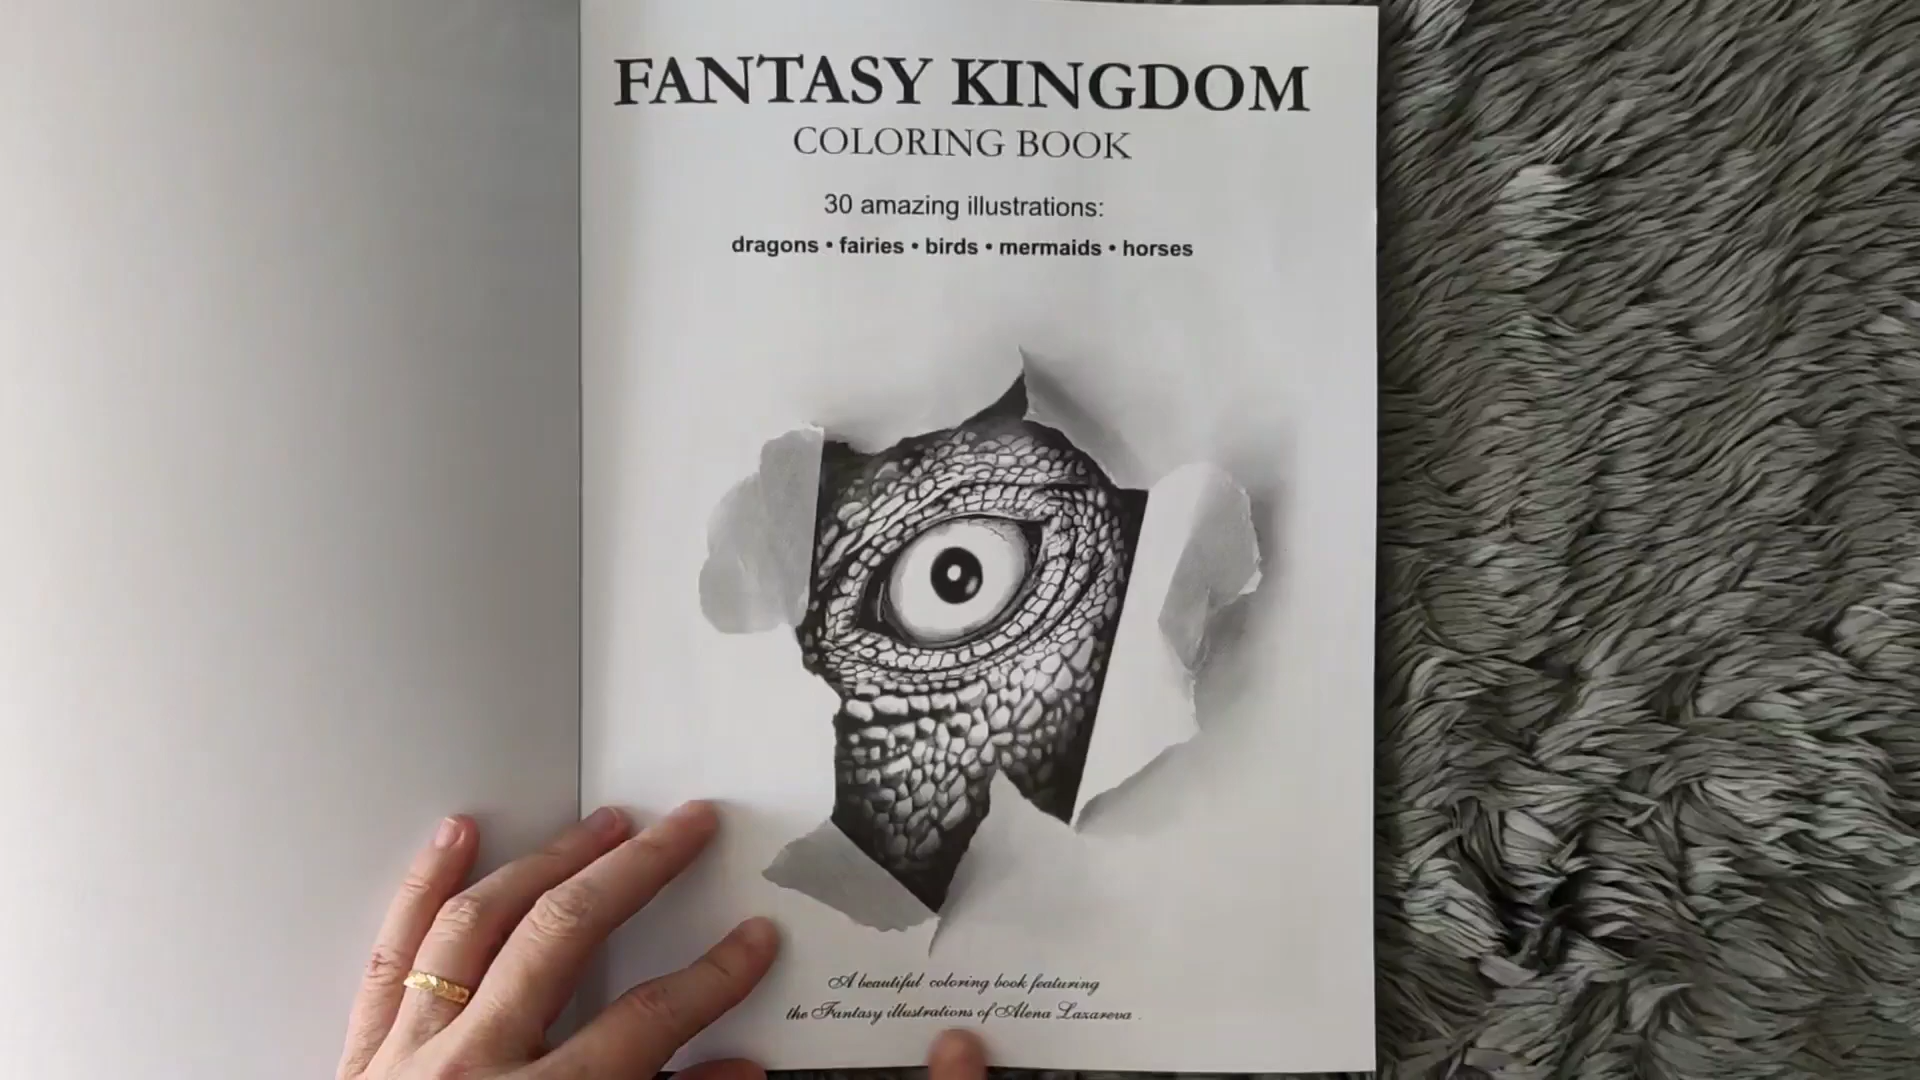 FANTASY KINGDOM
COLORING BOOK
30 amazing illustrations:
dragons • fairies • birds • mermaids • horses
A beautiful coloring book featuring
the Fantasy illustrations of Alena Lazareva.